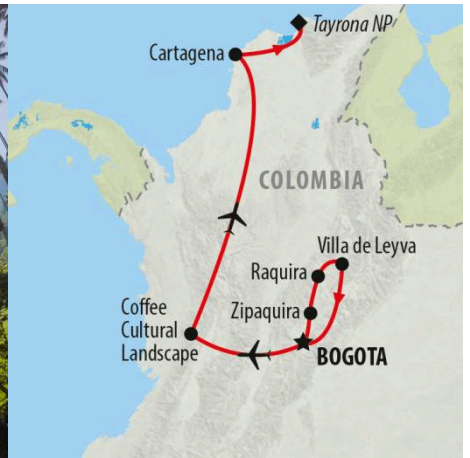 Tayrona NP
Cartagena
COLOMBIA
Villa de Leyva
Raquira
Zipaquira
Coffee
Cultural
Landscape
BOGOTA